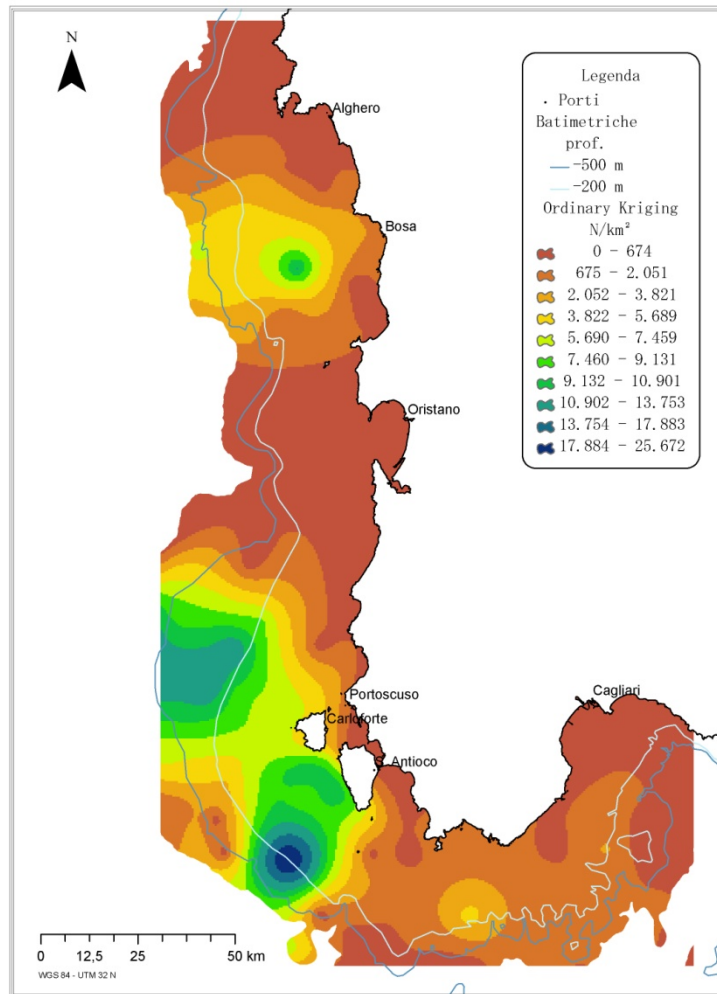 N
Alghero
Bosa
Oristano
Portoscuso
Carloforte
S. Antioco
Cagliari
Legenda
Porti
Batimetriche
prof.
-500 m
-200 m
Ordinary Kriging
N/km²
0 - 674
675 - 2.051
2.052 - 3.821
3.822 - 5.689
5.690 - 7.459
7.460 - 9.131
9.132 - 10.901
10.902 - 13.753
13.754 - 17.883
17.884 - 25.672
0 12,5 25 50 km
WGS 84 - UTM 32 N